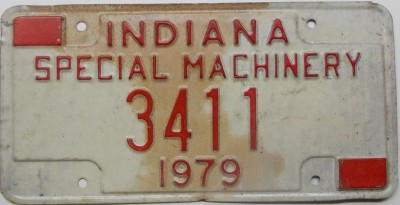 INDIANA
SPECIAL MACHINERY
3411
1979